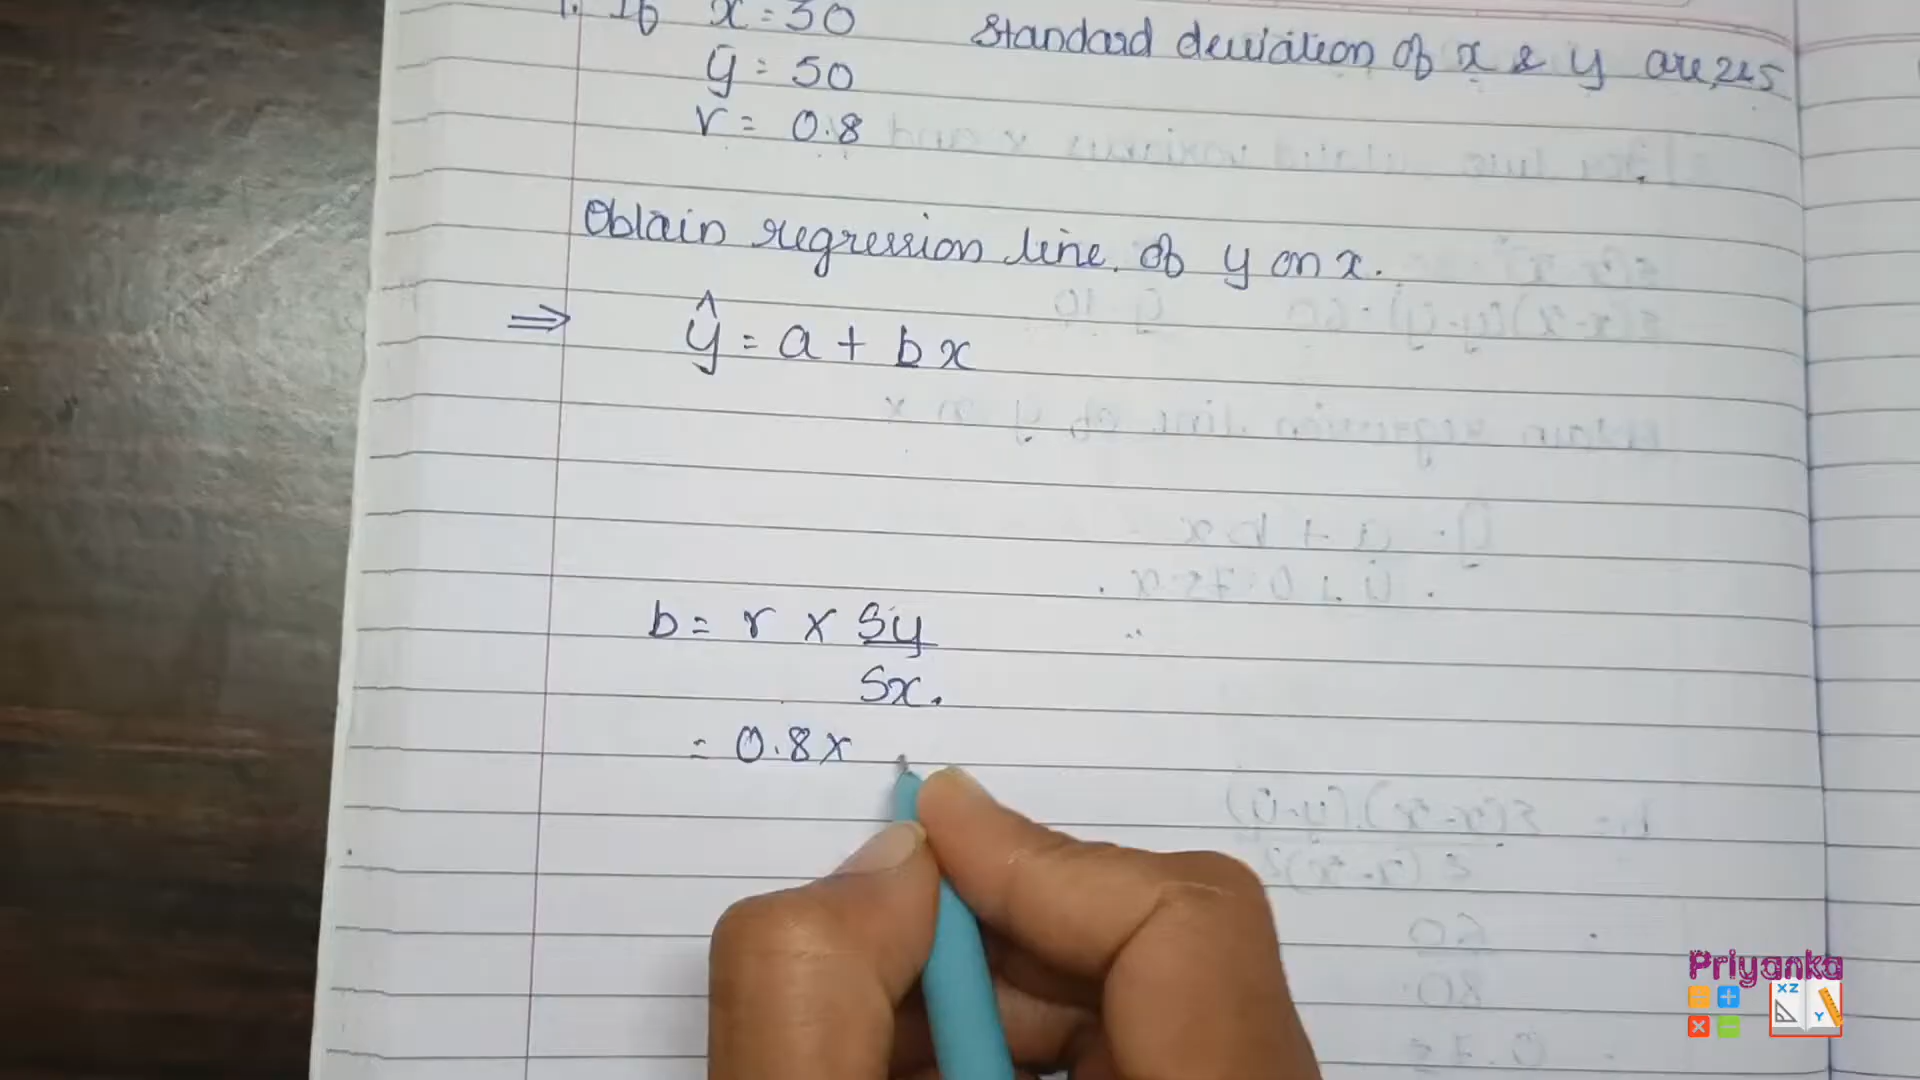 1. If x̄ = 30 Standard deviation of x & y are 2 & 5
ȳ = 50
r = 0.8
Obtain regression line of y on x.
⇒ ŷ = a + bx
b = r x Sy
Sx.
= 0.8 x
Priyanka
XZ
Y